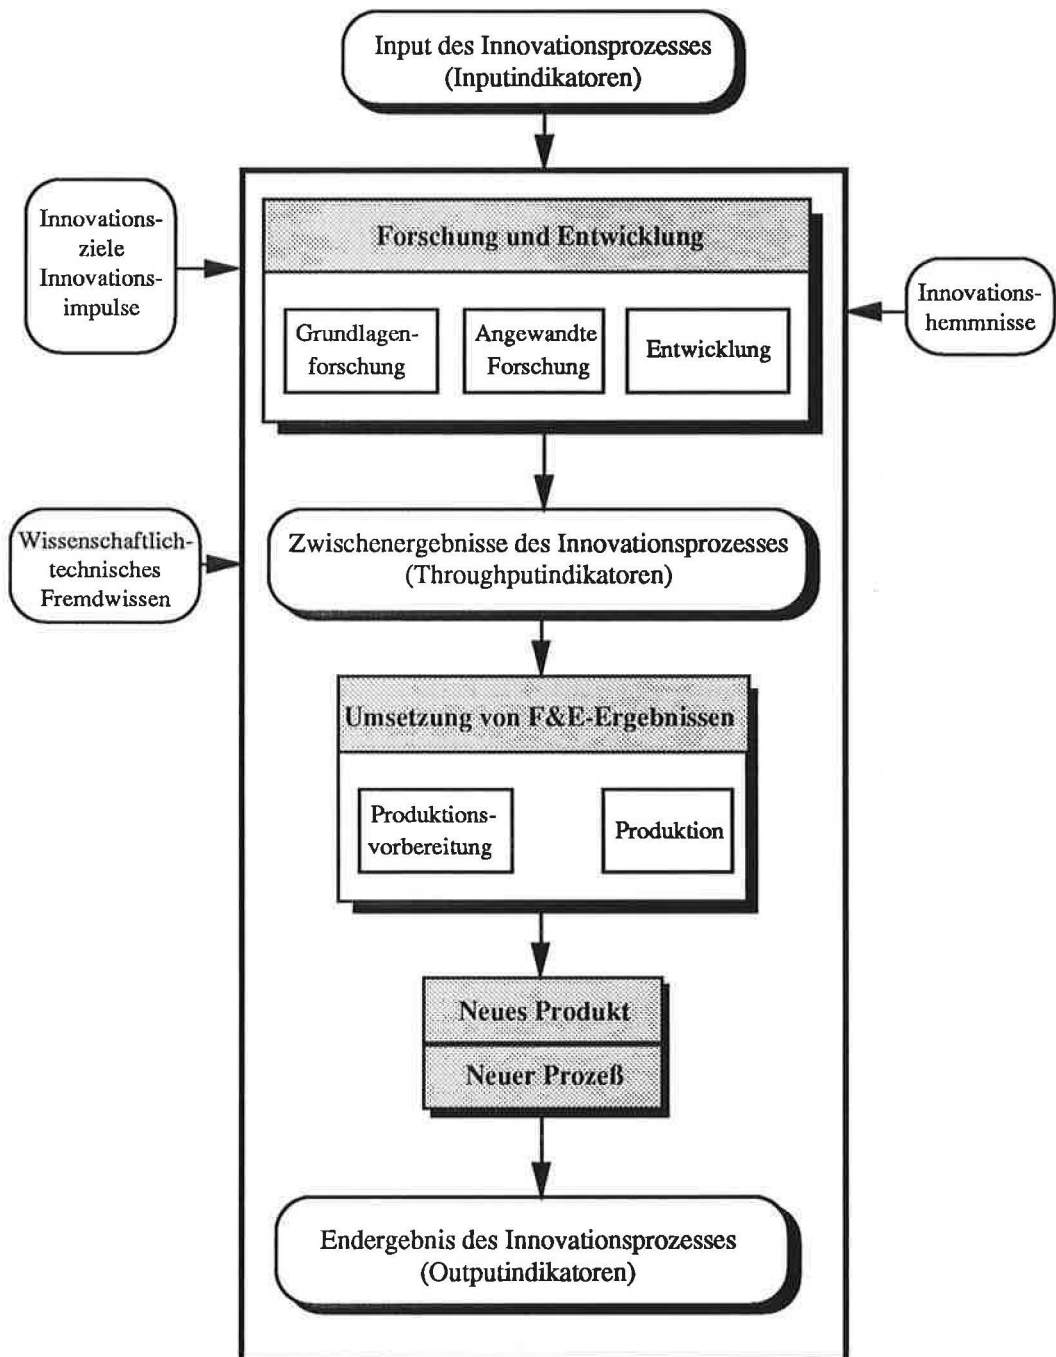 Input des Innovationsprozesses
(Inputindikatoren)
Innovations-
ziele
Innovations-
impulse
Forschung und Entwicklung
Innovations-
hemmnisse
Grundlagen-
forschung
Angewandte
Forschung
Entwicklung
Wissenschaftlich-
technisches
Fremdwissen
Zwischenergebnisse des Innovationsprozesses
(Throughputindikatoren)
Umsetzung von F&E-Ergebnissen
Produktions-
vorbereitung
Produktion
Neues Produkt
Neuer Prozeß
Endergebnis des Innovationsprozesses
(Outputindikatoren)